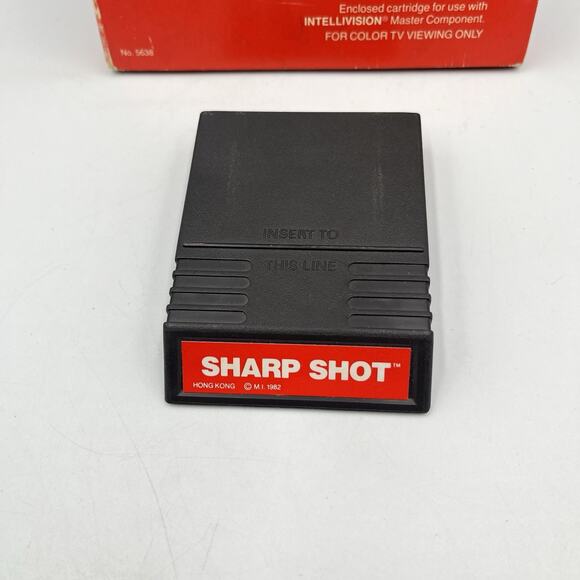 Enclosed cartridge for use with
INTELLIVISION® Master Component.
No. 5638
FOR COLOR TV VIEWING ONLY
INSERT TO
THIS LINE
SHARP SHOT™
HONG KONG © M.I. 1982